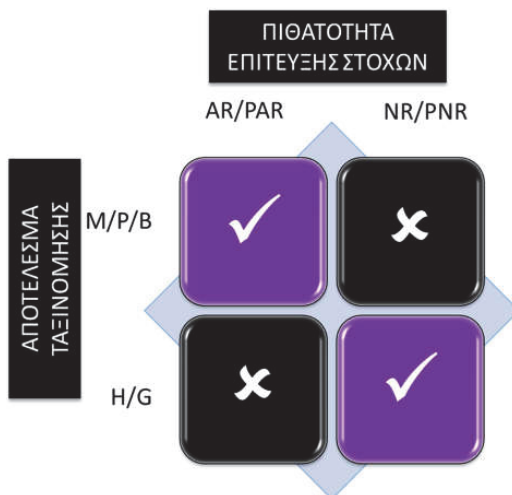 ΠΙΘΑΤΟΤΗΤΑ
ΕΠΙΤΕΥΞΗΣ ΣΤΟΧΩΝ
AR/PAR
NR/PNR
ΑΠΟΤΕΛΕΣΜΑ
ΤΑΞΙΝΟΜΗΣΗΣ
M/P/B
H/G